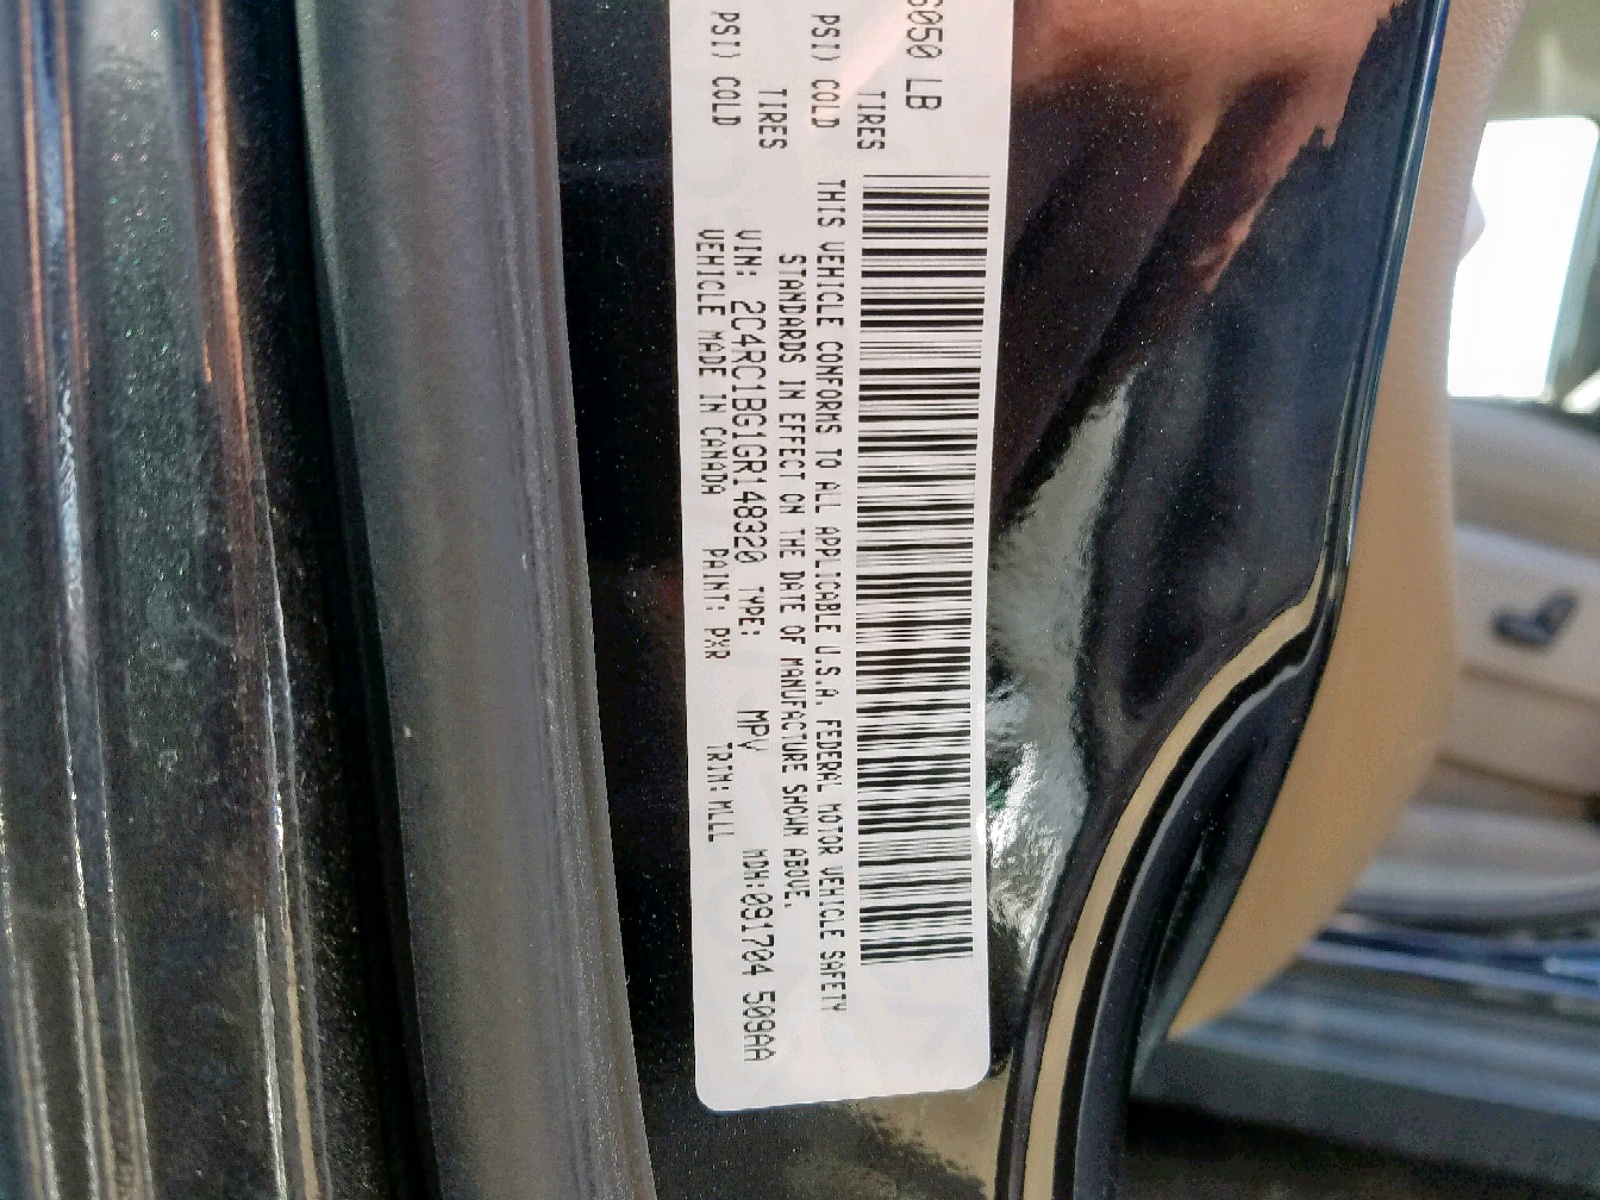 6050 LB
TIRES
PSI) COLD
TIRES
PSI) COLD
THIS VEHICLE CONFORMS TO ALL APPLICABLE U.S.A. FEDERAL MOTOR VEHICLE SAFETY
STANDARDS IN EFFECT ON THE DATE OF MANUFACTURE SHOWN ABOVE.
VIN: 2C4RC1BG1GR148320 TYPE: MPV MDH:091704 509AA
VEHICLE MADE IN CANADA PAINT: PXR TRIM: MLLL